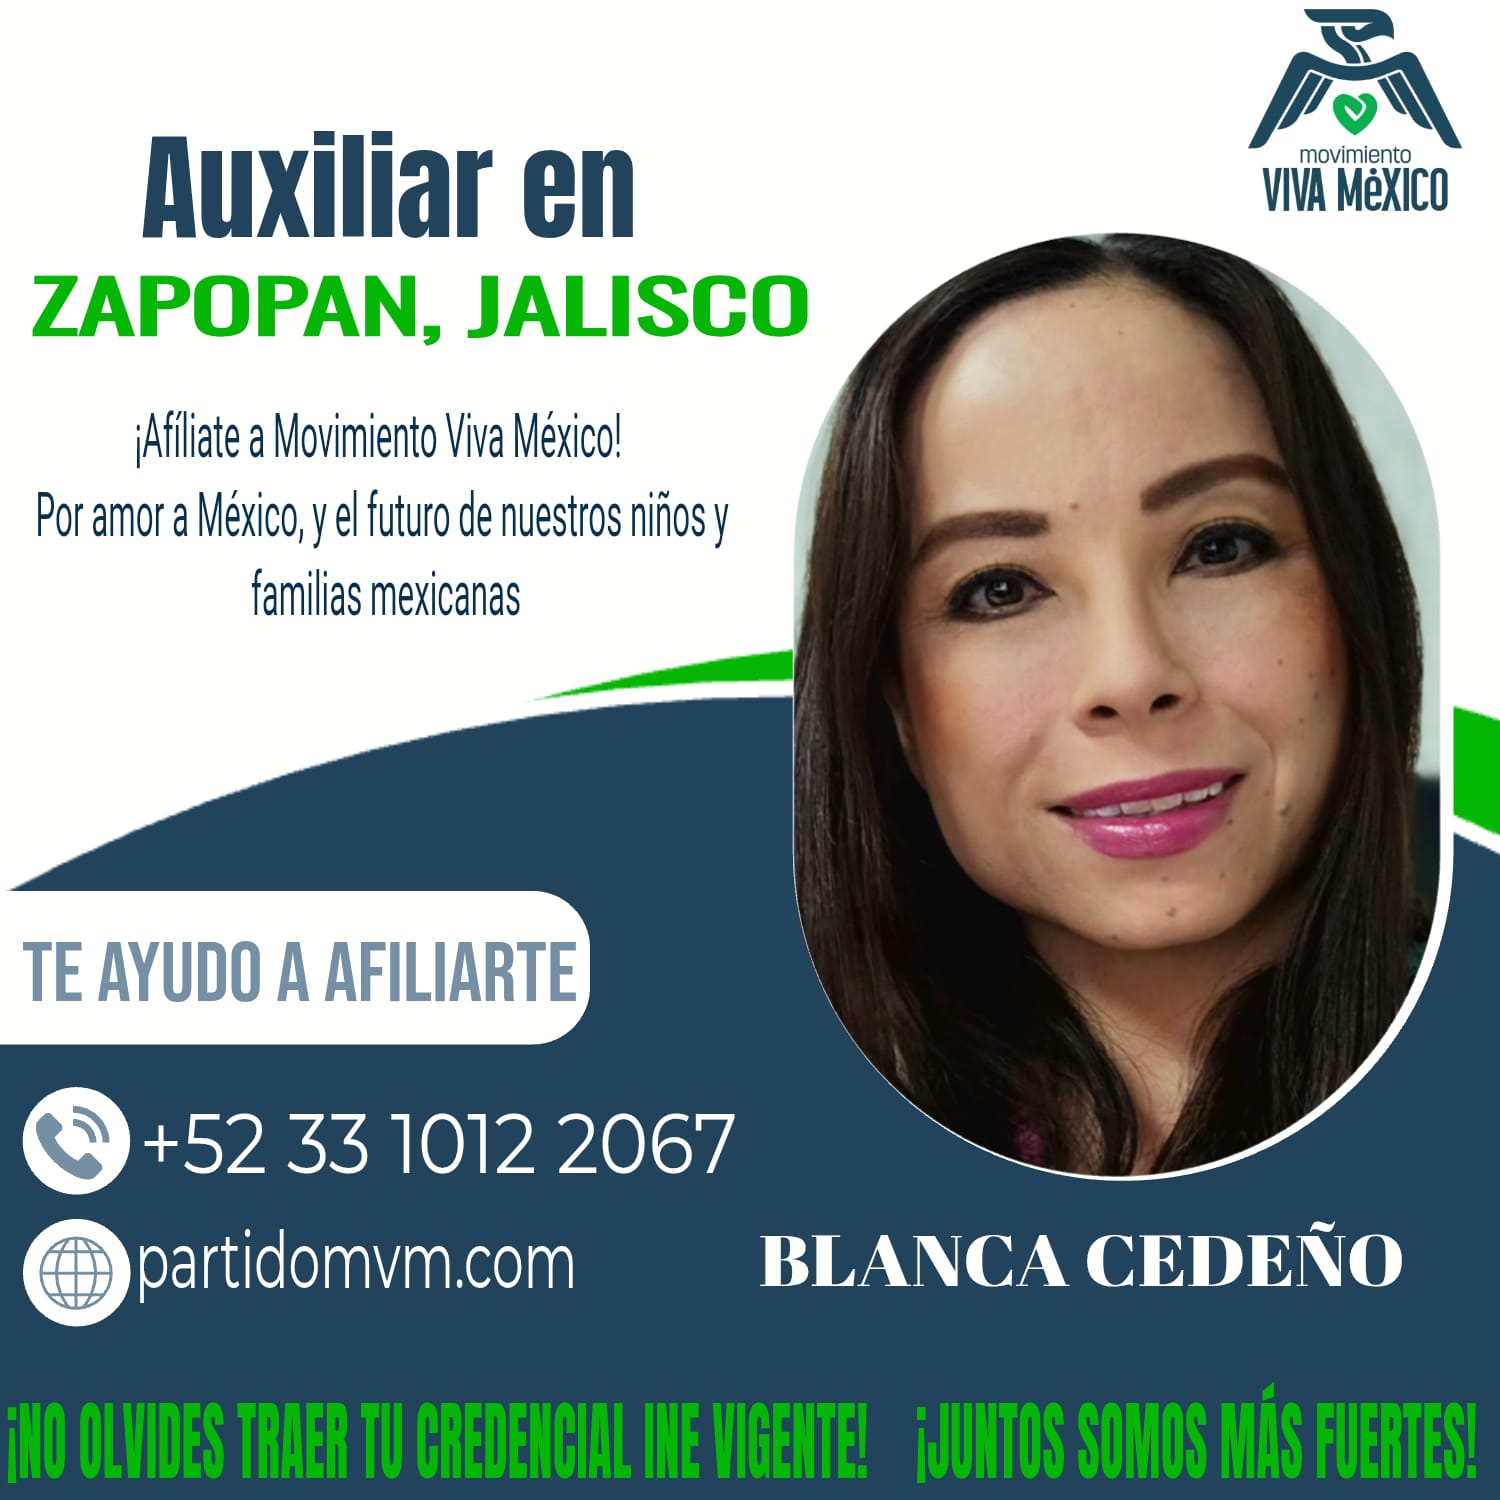 movimiento
VIVA MéXICO
Auxiliar en
ZAPOPAN, JALISCO
¡Afíliate a Movimiento Viva México!
Por amor a México, y el futuro de nuestros niños y
familias mexicanas
TE AYUDO A AFILIARTE
+52 33 1012 2067
partidomvm.com
BLANCA CEDEÑO
¡NO OLVIDES TRAER TU CREDENCIAL INE VIGENTE! ¡JUNTOS SOMOS MÁS FUERTES!